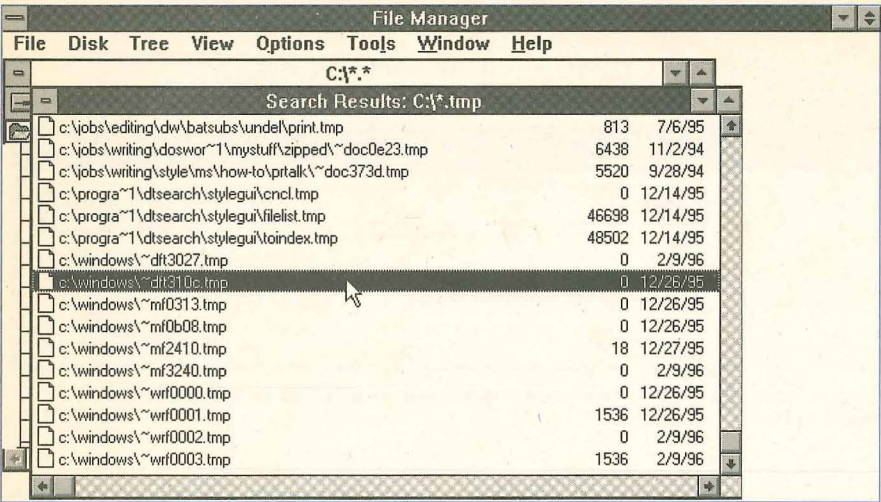 File Manager
File Disk Tree View Options Tools Window Help
C:\*.*
Search Results: C:\*.tmp
c:\jobs\editing\dw\batsubs\undel\print.tmp 813 7/6/95
c:\jobs\writing\doswor~1\mystuff\zipped\~doc0e23.tmp 6438 11/2/94
c:\jobs\writing\style\ms\how-to\prtalk\~doc373d.tmp 5520 9/28/94
c:\progra~1\dtsearch\stylegui\cncl.tmp 0 12/14/95
c:\progra~1\dtsearch\stylegui\filelist.tmp 46698 12/14/95
c:\progra~1\dtsearch\stylegui\toindex.tmp 48502 12/14/95
c:\windows\~dft3027.tmp 0 2/9/96
c:\windows\~dft310c.tmp 0 12/26/95
c:\windows\~mf0313.tmp 0 12/26/95
c:\windows\~mf0b08.tmp 0 12/26/95
c:\windows\~mf2410.tmp 18 12/27/95
c:\windows\~mf3240.tmp 0 2/9/96
c:\windows\~wrf0000.tmp 0 12/26/95
c:\windows\~wrf0001.tmp 1536 12/26/95
c:\windows\~wrf0002.tmp 0 2/9/96
c:\windows\~wrf0003.tmp 1536 2/9/96